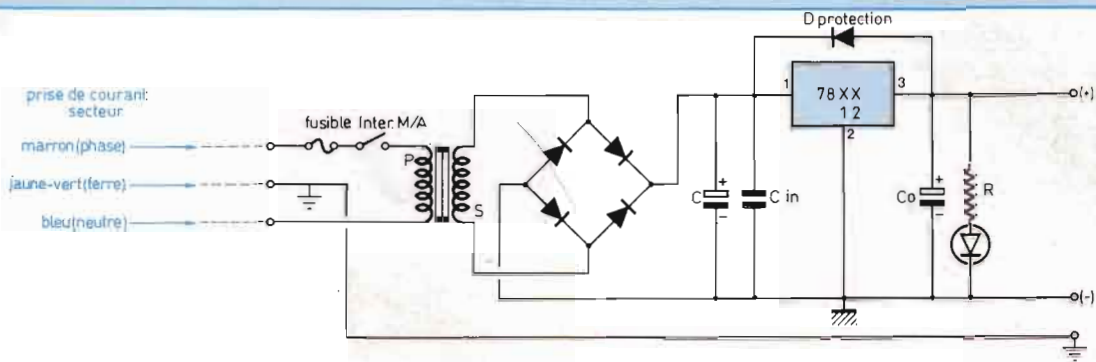 D protection
prise de courant:
secteur
fusible Inter. M/A
marron(phase)
jaune-vert(terre)
bleu(neutre)
P
S
C
+
-
C in
1
78XX
12
3
2
Co
+
-
R
(+)
(-)